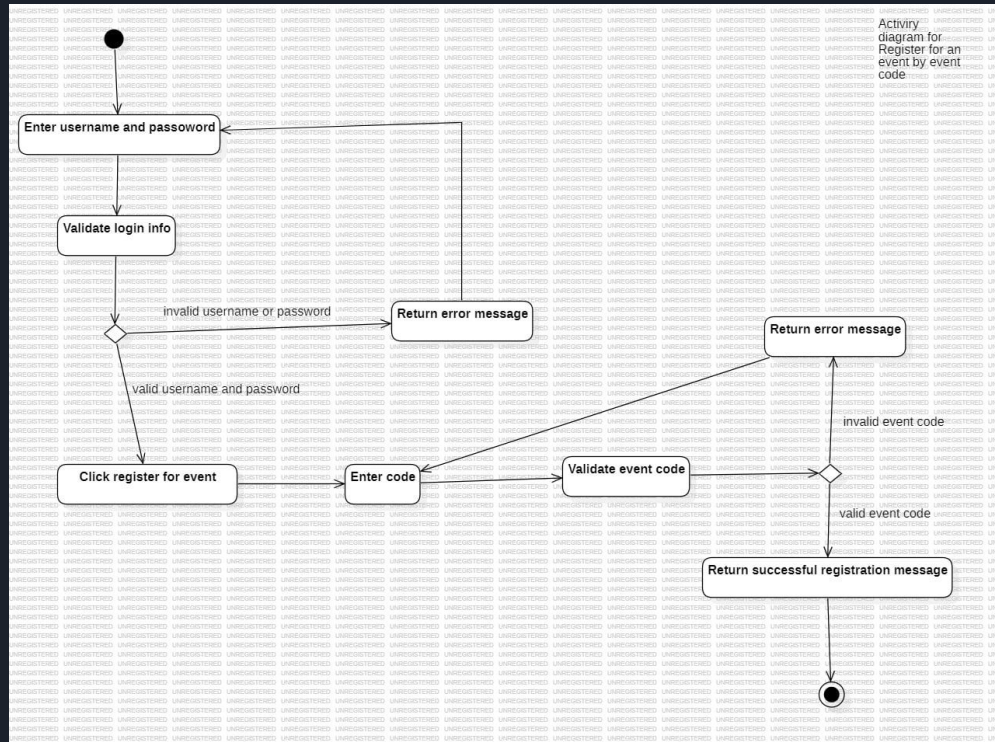 Activiry
diagram for
Register for an
event by event
code
Enter username and passoword
Validate login info
invalid username or password
Return error message
Return error message
valid username and password
invalid event code
Click register for event
Enter code
Validate event code
valid event code
Return successful registration message
UNREGISTERED